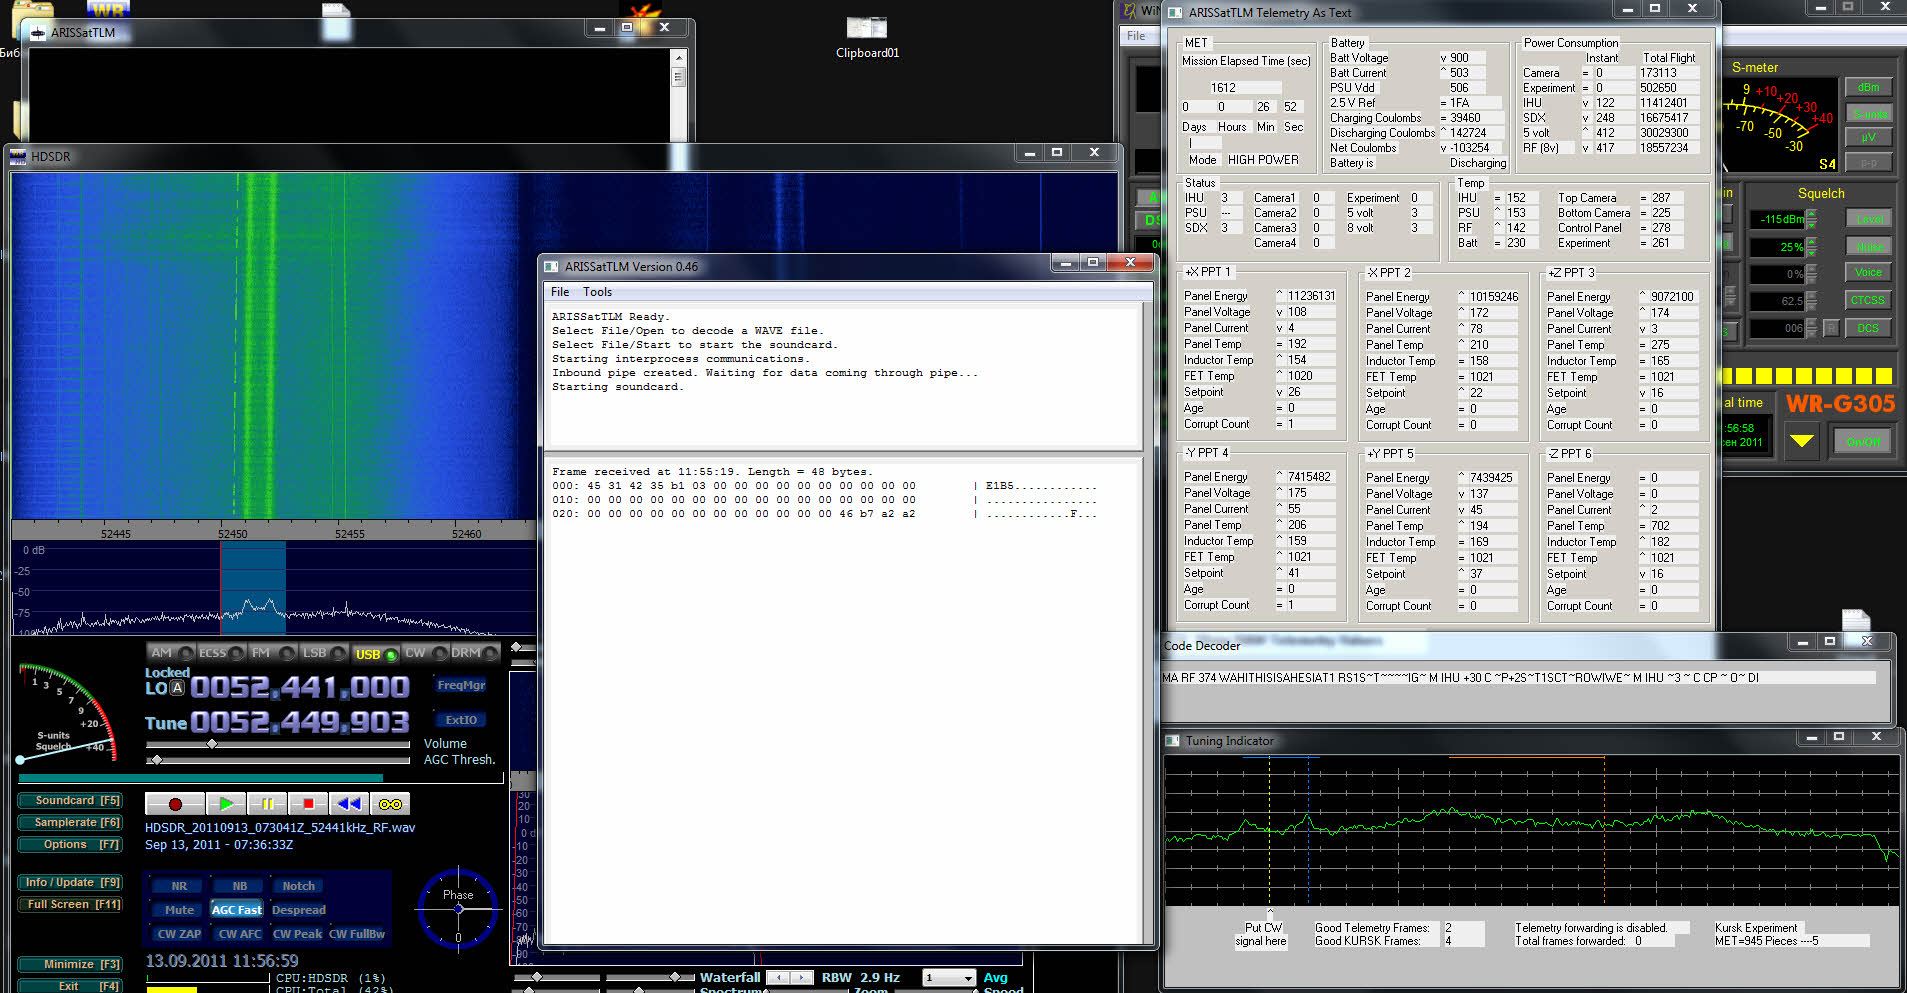 ARISSatTLM
Clipboard01
HDSDR
52445 52450 52455 52460
0 dB
-25
-50
-75
AM ECSS FM LSB USB CW DRM
Locked
LO A 0052.441.000
FreqMgr
Tune 0052.449.903
ExtIO
Volume
AGC Thresh.
1 3 5 7 9 +20 +40
S-units
Squelch
Soundcard [F5]
Samplerate [F6]
Options [F7]
Info / Update [F9]
Full Screen [F11]
Minimize [F3]
Exit [F4]
HDSDR_20110913_073041Z_52441kHz_RF.wav
Sep 13, 2011 - 07:36:33Z
NR NB Notch
Mute AGC Fast Despread
CW ZAP CW AFC CW Peak CW FullBw
Phase
0
13.09.2011 11:56:59
CPU:HDSDR (1%)
CPU:Total (42%)
Waterfall RBW 2.9 Hz 1 Avg
Spectrum Zoom Speed
ARISSatTLM Version 0.46
File Tools
ARISSatTLM Ready.
Select File/Open to decode a WAVE file.
Select File/Start to start the soundcard.
Starting interprocess communications.
Inbound pipe created. Waiting for data coming through pipe...
Starting soundcard.
Frame received at 11:55:19. Length = 48 bytes.
000: 45 31 42 35 b1 03 00 00 00 00 00 00 00 00 00 00 | E1B5............
010: 00 00 00 00 00 00 00 00 00 00 00 00 00 00 00 00 | ................
020: 00 00 00 00 00 00 00 00 00 00 00 00 46 b7 a2 a2 | ............F...
ARISSatTLM Telemetry As Text
MET
Mission Elapsed Time (sec)
1612
0 0 26 52
Days Hours Min Sec
Mode HIGH POWER
Battery
Batt Voltage v 900
Batt Current ^ 503
PSU Vdd 506
2.5 V Ref = 1FA
Charging Coulombs = 39460
Discharging Coulombs ^ 142724
Net Coulombs v -103254
Battery is Discharging
Power Consumption
Instant Total Flight
Camera = 0 173113
Experiment = 0 502650
IHU v 122 11412401
SDX v 248 16675417
5 volt ^ 412 30029300
RF (8v) v 417 18557234
Status
IHU 3 Camera1 0 Experiment 0
PSU --- Camera2 0 5 volt 3
SDX 3 Camera3 0 8 volt 3
Camera4 0
Temp
IHU = 152 Top Camera = 287
PSU ^ 153 Bottom Camera = 225
RF ^ 142 Control Panel = 278
Batt = 230 Experiment = 261
+X PPT 1
Panel Energy ^ 11236131
Panel Voltage v 108
Panel Current v 4
Panel Temp = 192
Inductor Temp ^ 154
FET Temp ^ 1020
Setpoint v 26
Age = 0
Corrupt Count = 1
-X PPT 2
Panel Energy ^ 10159246
Panel Voltage ^ 172
Panel Current ^ 78
Panel Temp ^ 210
Inductor Temp = 158
FET Temp = 1021
Setpoint ^ 22
Age = 0
Corrupt Count = 0
+Z PPT 3
Panel Energy ^ 9072100
Panel Voltage ^ 174
Panel Current v 3
Panel Temp = 275
Inductor Temp = 165
FET Temp = 1021
Setpoint v 16
Age = 0
Corrupt Count = 0
-Y PPT 4
Panel Energy ^ 7415482
Panel Voltage ^ 175
Panel Current ^ 55
Panel Temp ^ 206
Inductor Temp ^ 159
FET Temp ^ 1021
Setpoint ^ 41
Age = 0
Corrupt Count = 1
+Y PPT 5
Panel Energy ^ 7439425
Panel Voltage v 137
Panel Current v 45
Panel Temp ^ 194
Inductor Temp = 169
FET Temp = 1021
Setpoint ^ 37
Age = 0
Corrupt Count = 0
-Z PPT 6
Panel Energy = 0
Panel Voltage = 0
Panel Current ^ 2
Panel Temp = 702
Inductor Temp ^ 182
FET Temp ^ 1021
Setpoint v 16
Age = 0
Corrupt Count = 0
File
S-meter
9 +10 +20 +30 +40
-70 -50 -30
S4
dBm
S units
µV
p-p
Squelch
-115dBm Level
25% Noise
0% Voice
62.5 CTCSS
006 R DCS
al time
WR-G305
:56:58
сен 2011
On/Off
Code Decoder
MA RF 374 WAHITHISISAHESIAT1 RS1S~T~~~~IG~ M IHU +30 C ~P+2S~T1SCT~ROWIWE~ M IHU ~3 ~ C CP ~ O~ DI
Tuning Indicator
Put CW
signal here
Good Telemetry Frames: 2
Good KURSK Frames: 4
Telemetry forwarding is disabled.
Total frames forwarded: 0
Kursk Experiment
MET=945 Pieces ----5